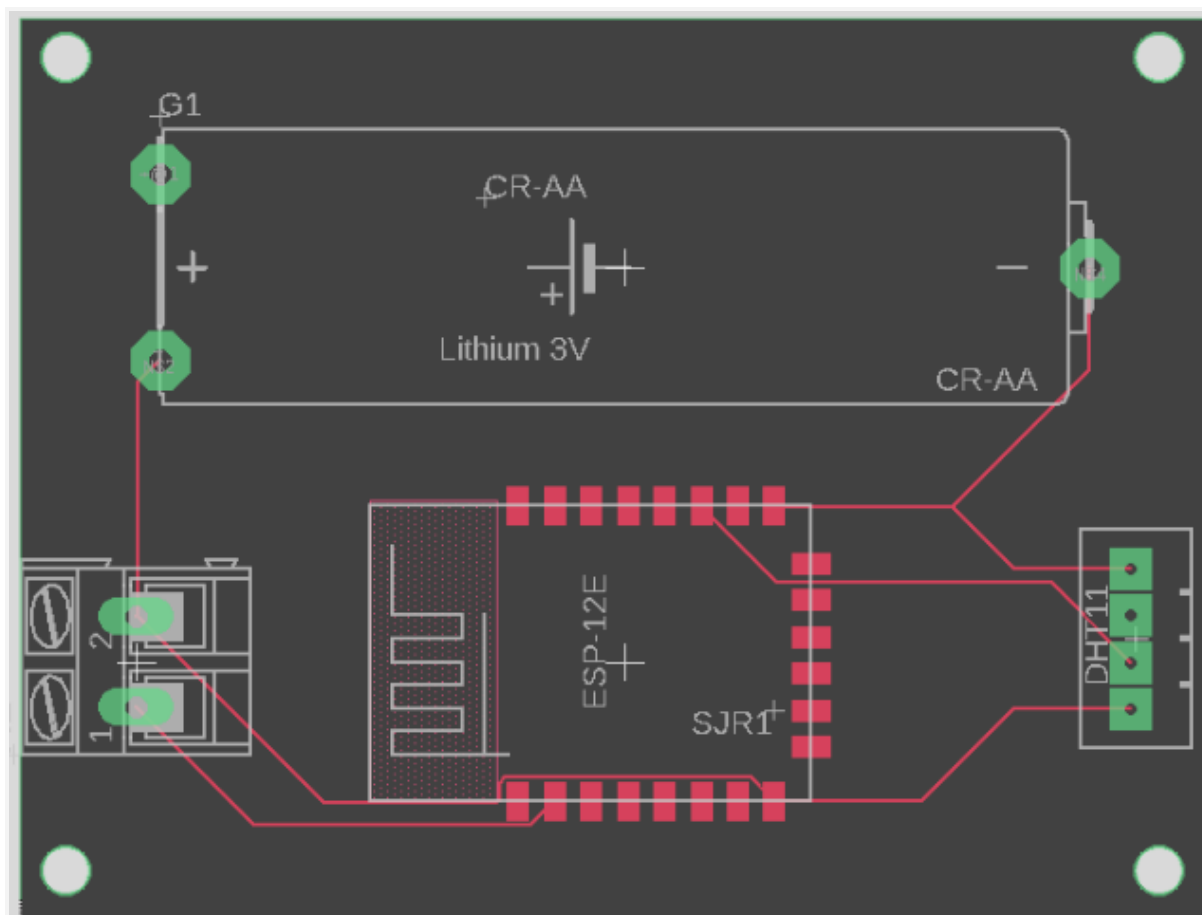 G1
CR-AA
+
−
+
Lithium 3V
CR-AA
ESP-12E
SJR1
DHT11
2
1